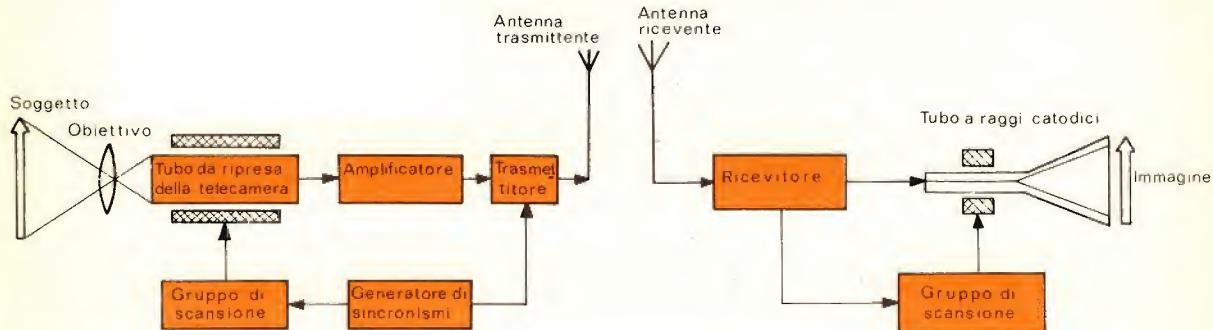 Antenna
trasmittente
Antenna
ricevente
Soggetto
Obiettivo
Tubo da ripresa
della telecamera
Amplificatore
Trasmet
titore
Gruppo di
scansione
Generatore di
sincronismi
Ricevitore
Tubo a raggi catodici
Immagine
Gruppo di
scansione